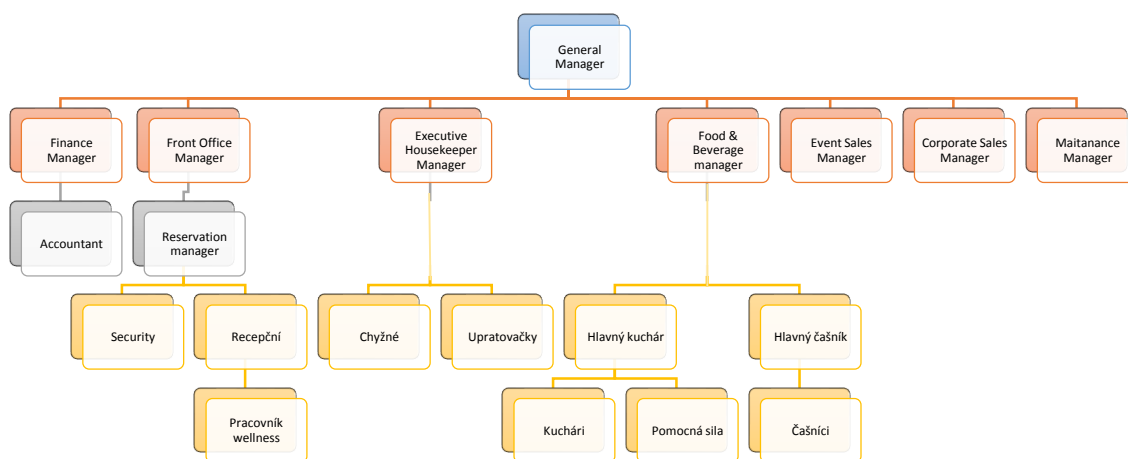 General
Manager
Finance
Manager
Front Office
Manager
Executive
Housekeeper
Manager
Food &
Beverage
manager
Event Sales
Manager
Corporate Sales
Manager
Maitanance
Manager
Accountant
Reservation
manager
Security
Recepční
Chyžné
Upratovačky
Hlavný kuchár
Hlavný čašník
Pracovník
wellness
Kuchári
Pomocná sila
Čašníci